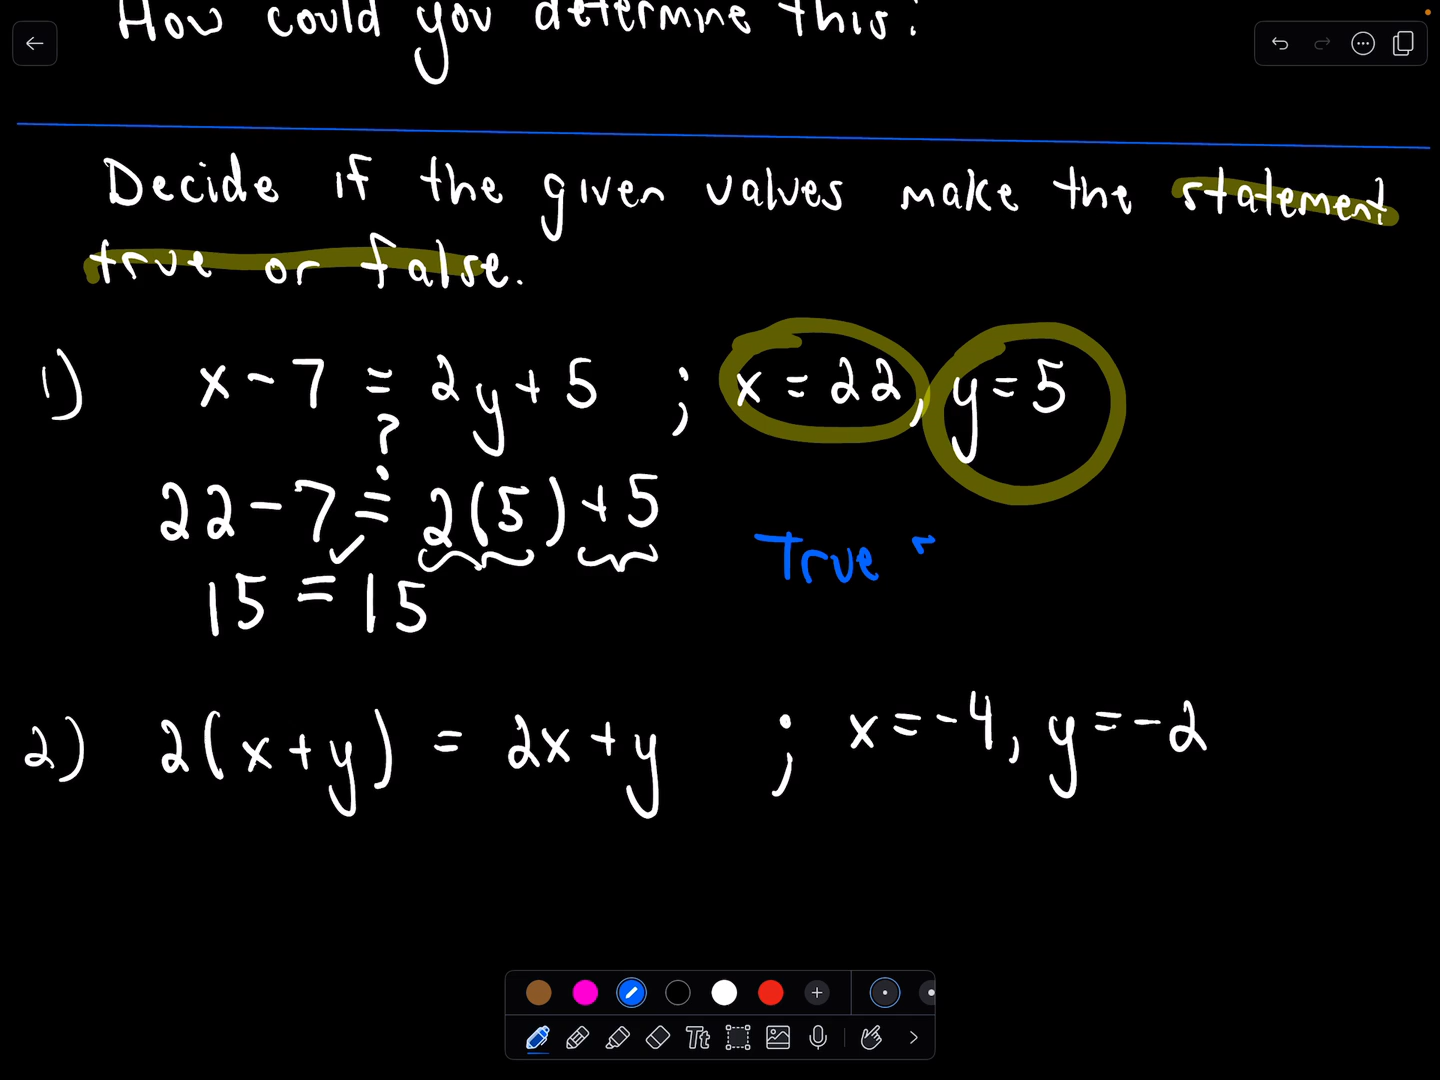 How could you determine this?
Decide if the given values make the statement
true or false.
1) x - 7 = 2y + 5 ; x = 22, y = 5
?
22 - 7 = 2(5) + 5
True
✓
15 = 15
2) 2(x + y) = 2x + y ; x = -4, y = -2
Tt